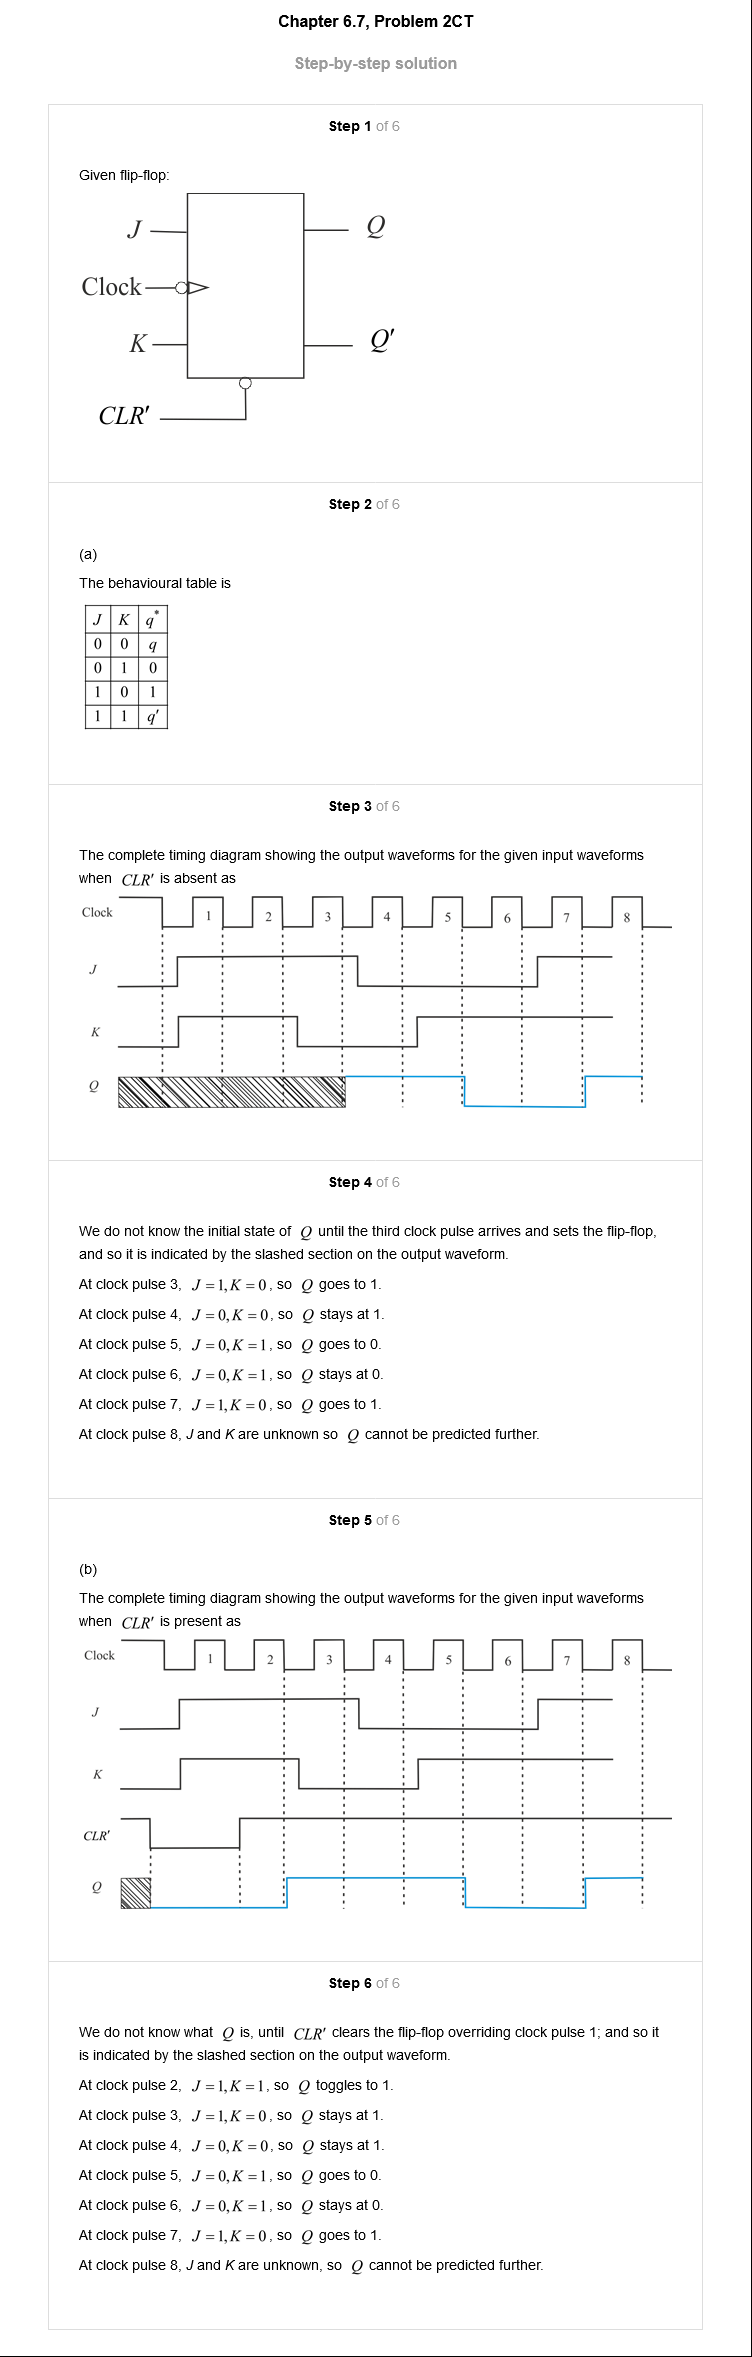 Chapter 6.7, Problem 2CT
Step-by-step solution
Step 1 of 6
Given flip-flop:
J
Q
Clock
K
Q'
CLR'
Step 2 of 6
(a)
The behavioural table is
J K q*
0 0 q
0 1 0
1 0 1
1 1 q'
Step 3 of 6
The complete timing diagram showing the output waveforms for the given input waveforms
when CLR' is absent as
Clock 1 2 3 4 5 6 7 8
J
K
Q
Step 4 of 6
We do not know the initial state of Q until the third clock pulse arrives and sets the flip-flop,
and so it is indicated by the slashed section on the output waveform.
At clock pulse 3, J = 1, K = 0, so Q goes to 1.
At clock pulse 4, J = 0, K = 0, so Q stays at 1.
At clock pulse 5, J = 0, K = 1, so Q goes to 0.
At clock pulse 6, J = 0, K = 1, so Q stays at 0.
At clock pulse 7, J = 1, K = 0, so Q goes to 1.
At clock pulse 8, J and K are unknown so Q cannot be predicted further.
Step 5 of 6
(b)
The complete timing diagram showing the output waveforms for the given input waveforms
when CLR' is present as
Clock 1 2 3 4 5 6 7 8
J
K
CLR'
Q
Step 6 of 6
We do not know what Q is, until CLR' clears the flip-flop overriding clock pulse 1; and so it
is indicated by the slashed section on the output waveform.
At clock pulse 2, J = 1, K = 1, so Q toggles to 1.
At clock pulse 3, J = 1, K = 0, so Q stays at 1.
At clock pulse 4, J = 0, K = 0, so Q stays at 1.
At clock pulse 5, J = 0, K = 1, so Q goes to 0.
At clock pulse 6, J = 0, K = 1, so Q stays at 0.
At clock pulse 7, J = 1, K = 0, so Q goes to 1.
At clock pulse 8, J and K are unknown, so Q cannot be predicted further.